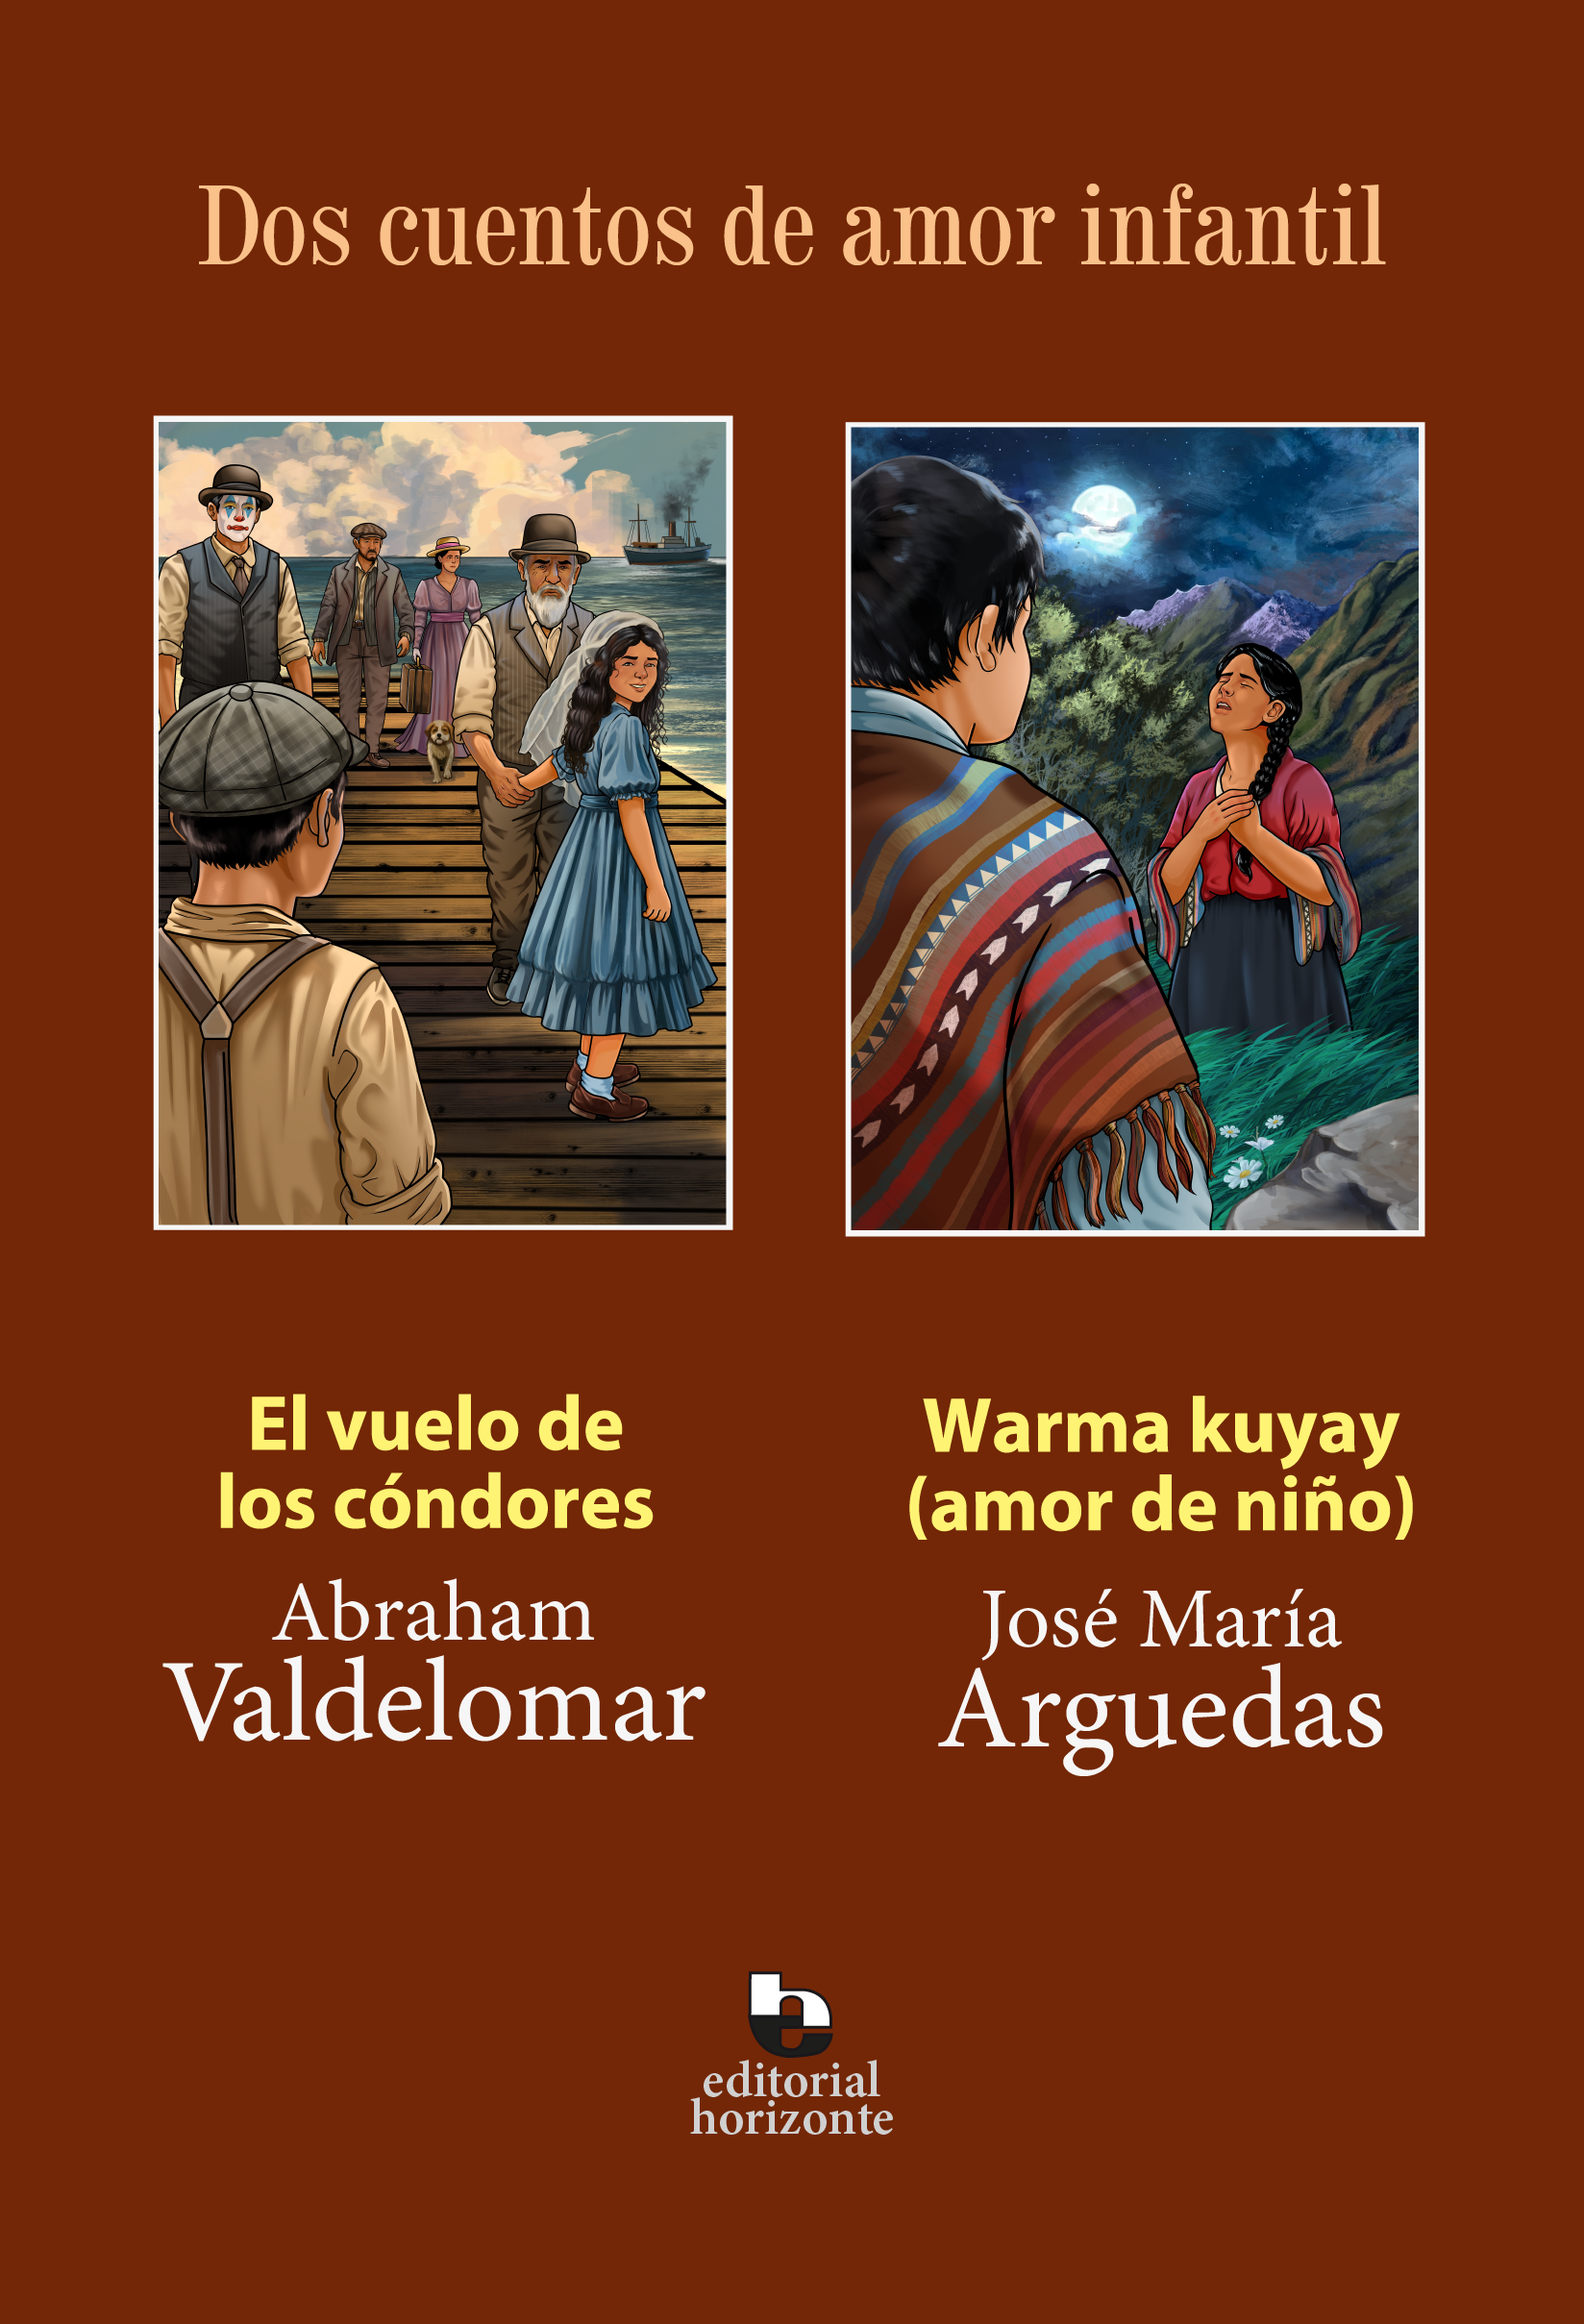 Dos cuentos de amor infantil
El vuelo de
los cóndores
Abraham
Valdelomar
Warma kuyay
(amor de niño)
José María
Arguedas
editorial
horizonte